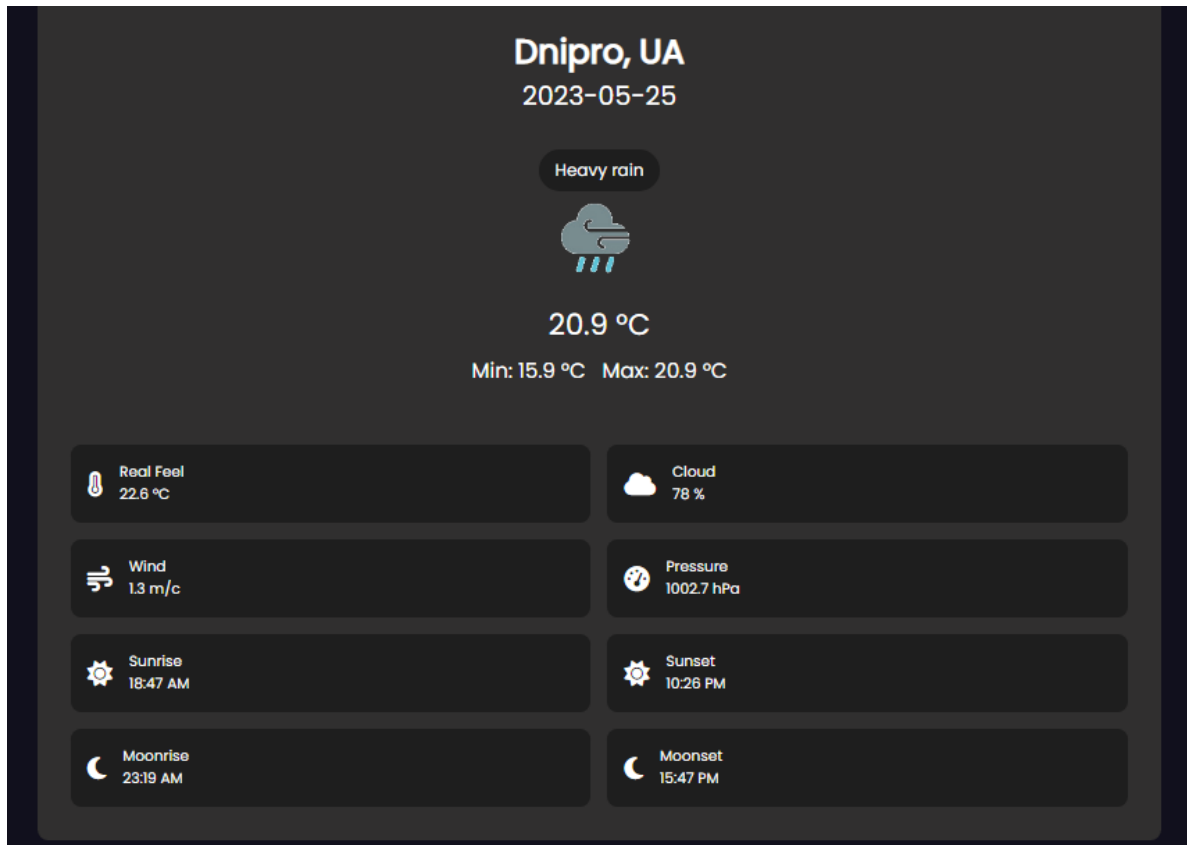 Dnipro, UA
2023-05-25
Heavy rain
20.9 °C
Min: 15.9 °C Max: 20.9 °C
Real Feel
22.6 °C
Cloud
78 %
Wind
1.3 m/c
Pressure
1002.7 hPa
Sunrise
18:47 AM
Sunset
10:26 PM
Moonrise
23:19 AM
Moonset
15:47 PM